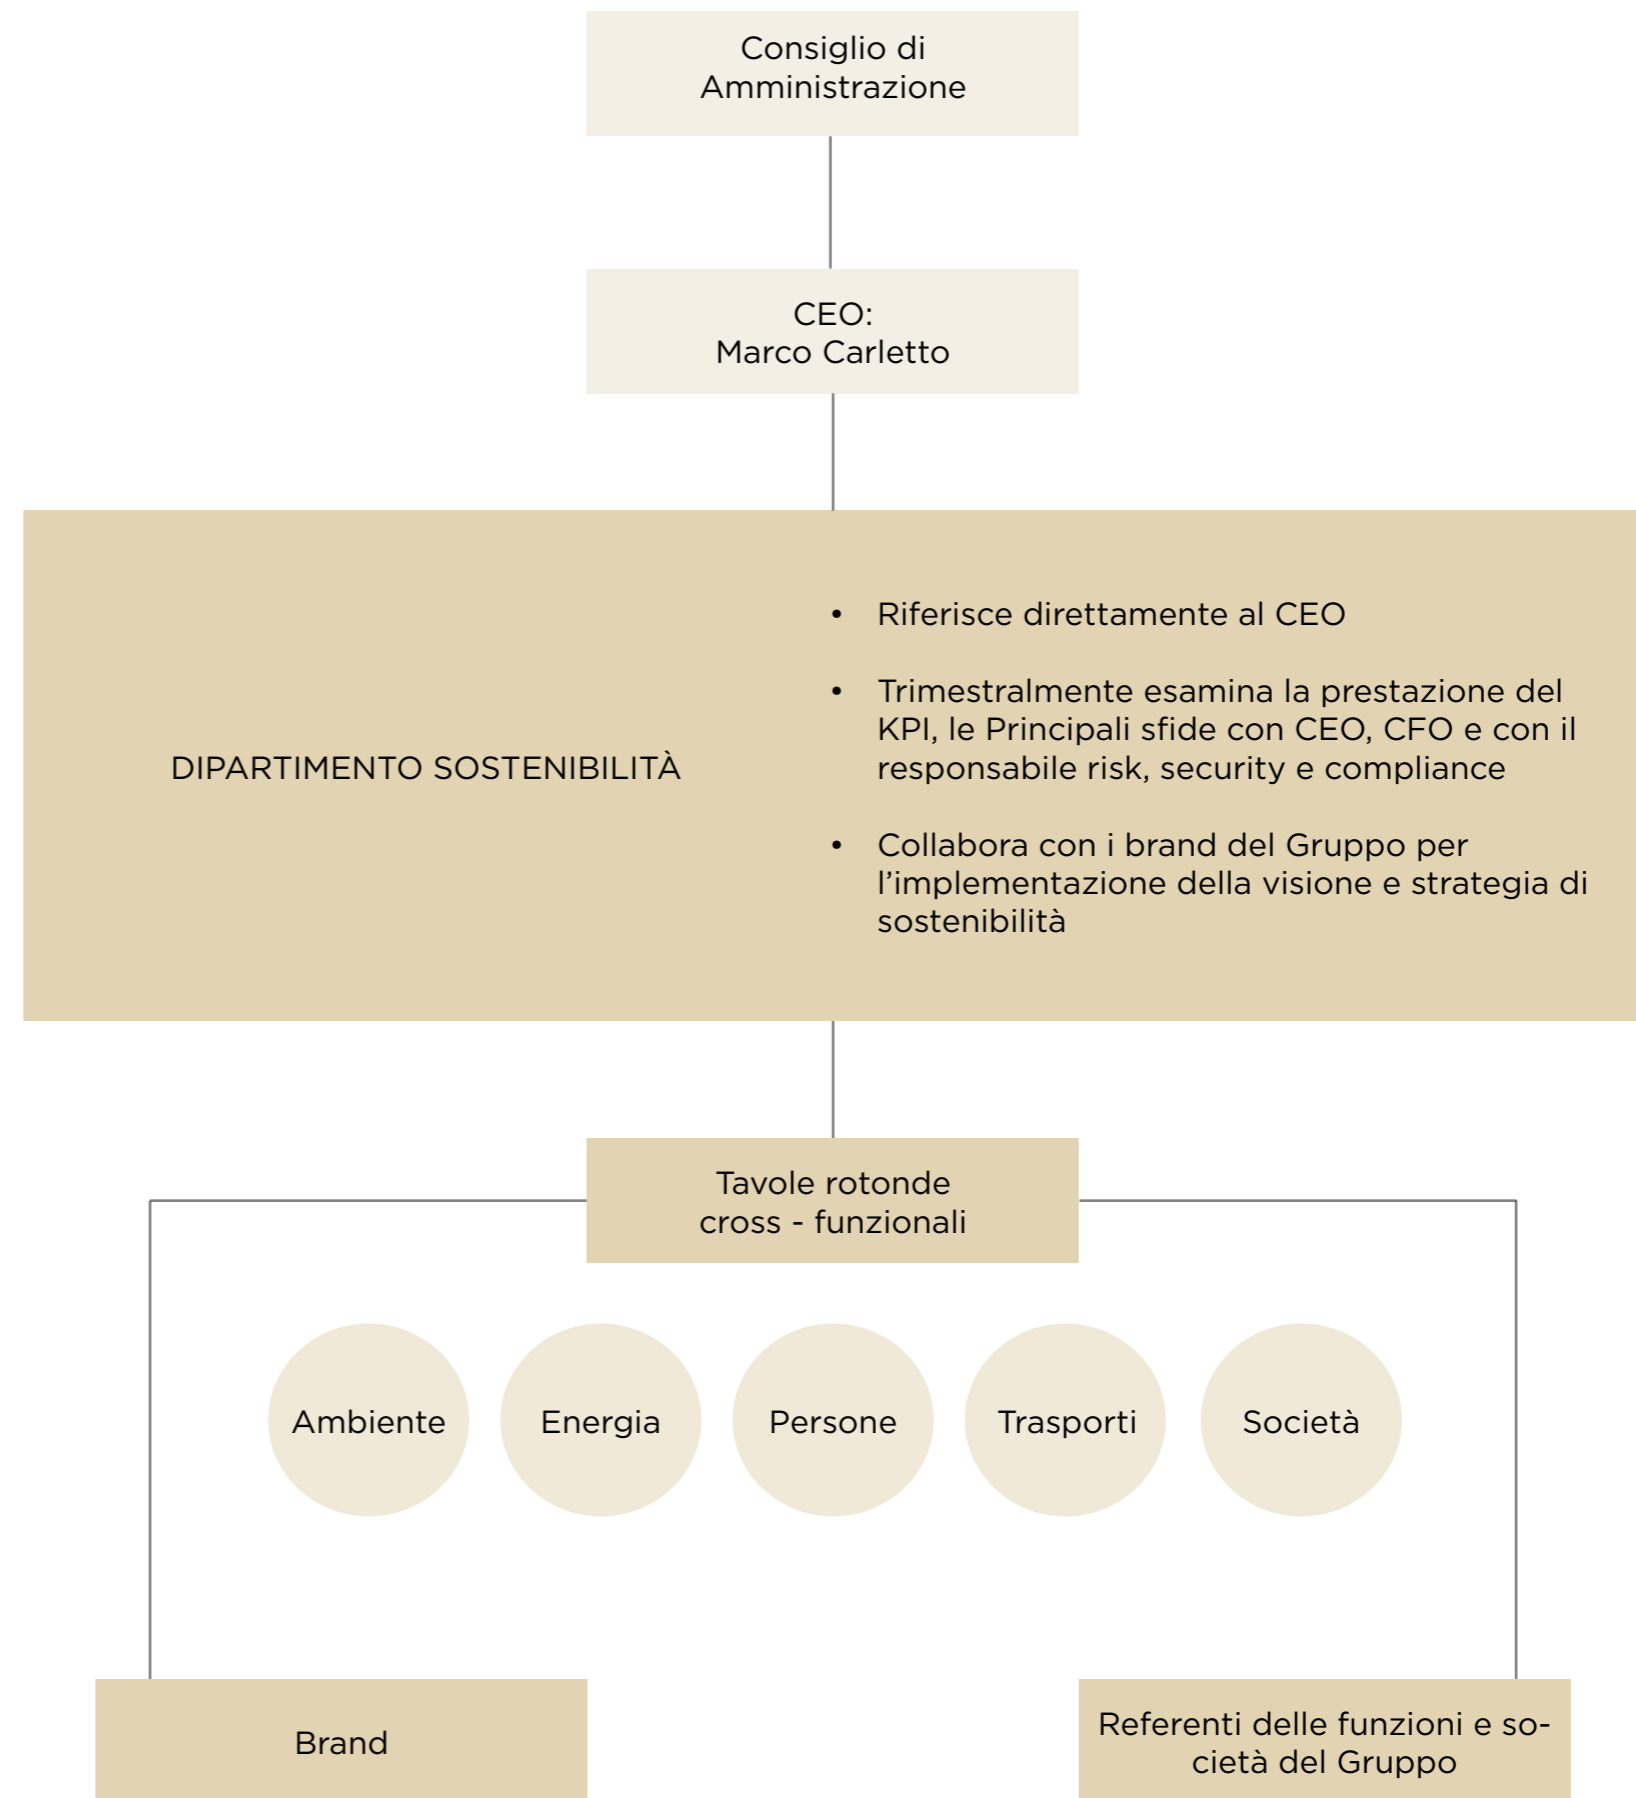 Consiglio di
Amministrazione
CEO:
Marco Carletto
DIPARTIMENTO SOSTENIBILITÀ
• Riferisce direttamente al CEO
• Trimestralmente esamina la prestazione del
KPI, le Principali sfide con CEO, CFO e con il
responsabile risk, security e compliance
• Collabora con i brand del Gruppo per
l’implementazione della visione e strategia di
sostenibilità
Tavole rotonde
cross - funzionali
Ambiente
Energia
Persone
Trasporti
Società
Brand
Referenti delle funzioni e so-
cietà del Gruppo